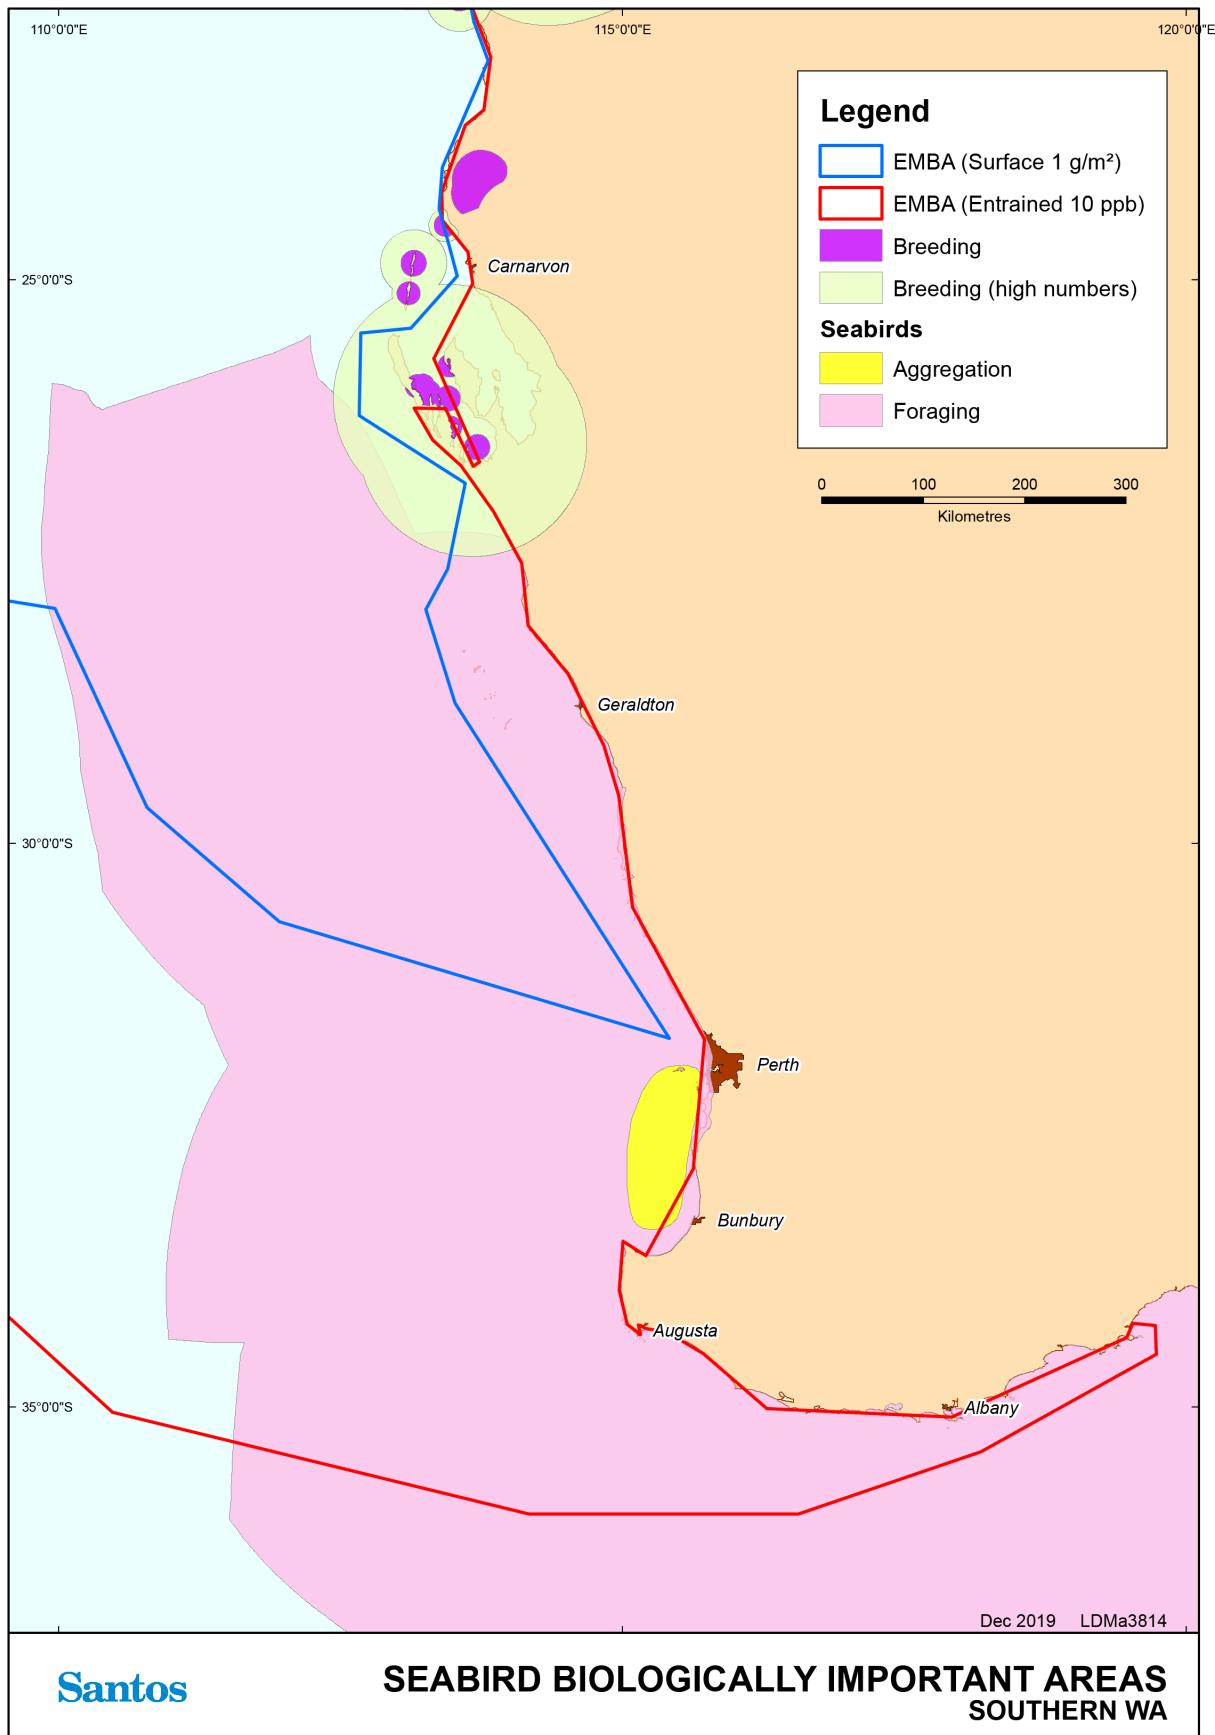 110°0'0"E
115°0'0"E
120°0'0"E
Legend
EMBA (Surface 1 g/m²)
EMBA (Entrained 10 ppb)
Breeding
Breeding (high numbers)
Seabirds
Aggregation
Foraging
Carnarvon
25°0'0"S
0 100 200 300
Kilometres
Geraldton
30°0'0"S
Perth
Bunbury
Augusta
35°0'0"S
Albany
Dec 2019 LDMa3814
Santos
SEABIRD BIOLOGICALLY IMPORTANT AREAS
SOUTHERN WA